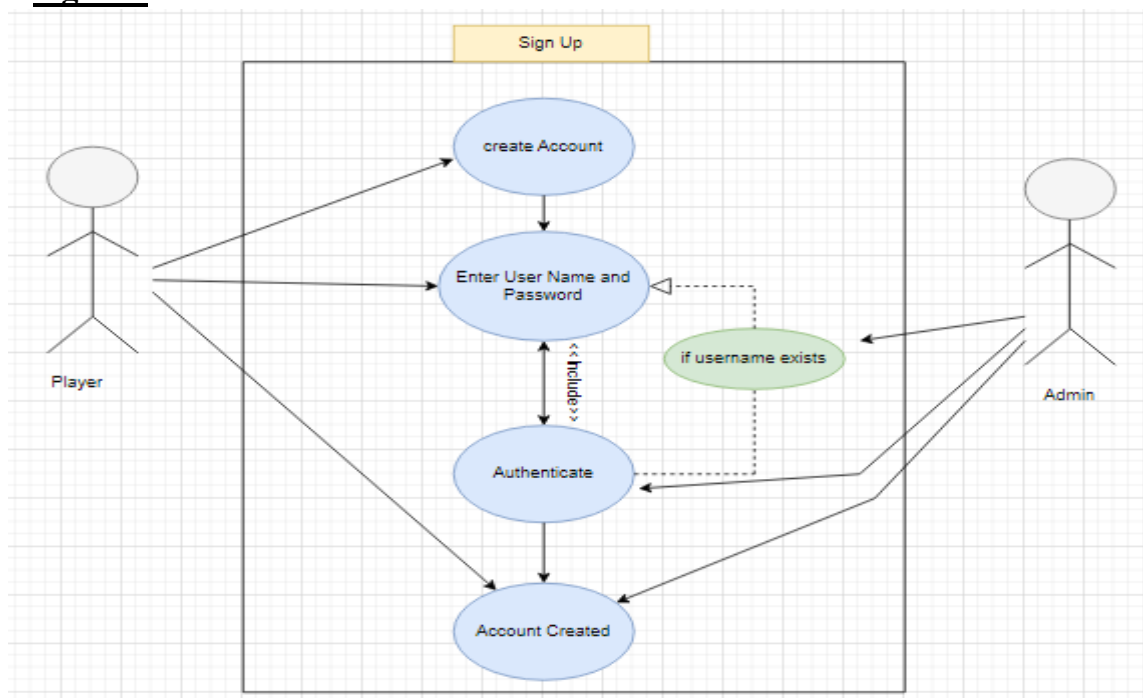 Sign Up
create Account
Enter User Name and
Password
<<Include>>
if username exists
Player
Admin
Authenticate
Account Created